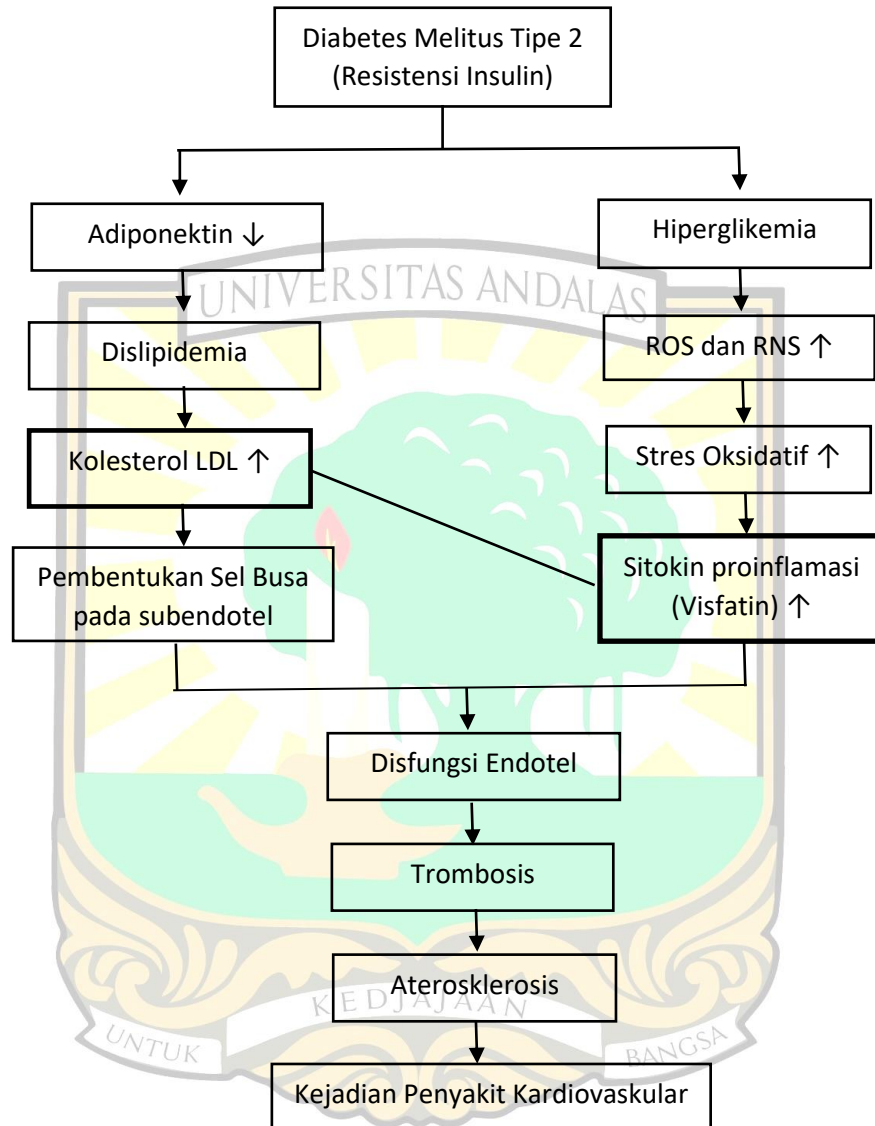 Diabetes Melitus Tipe 2
(Resistensi Insulin)
Adiponektin ↓
Hiperglikemia
UNIVERSITAS ANDALAS
Dislipidemia
ROS dan RNS ↑
Kolesterol LDL ↑
Stres Oksidatif ↑
Pembentukan Sel Busa
pada subendotel
Sitokin proinflamasi
(Visfatin) ↑
Disfungsi Endotel
Trombosis
Aterosklerosis
KEDJAJAAN
UNTUK
BANGSA
Kejadian Penyakit Kardiovaskular